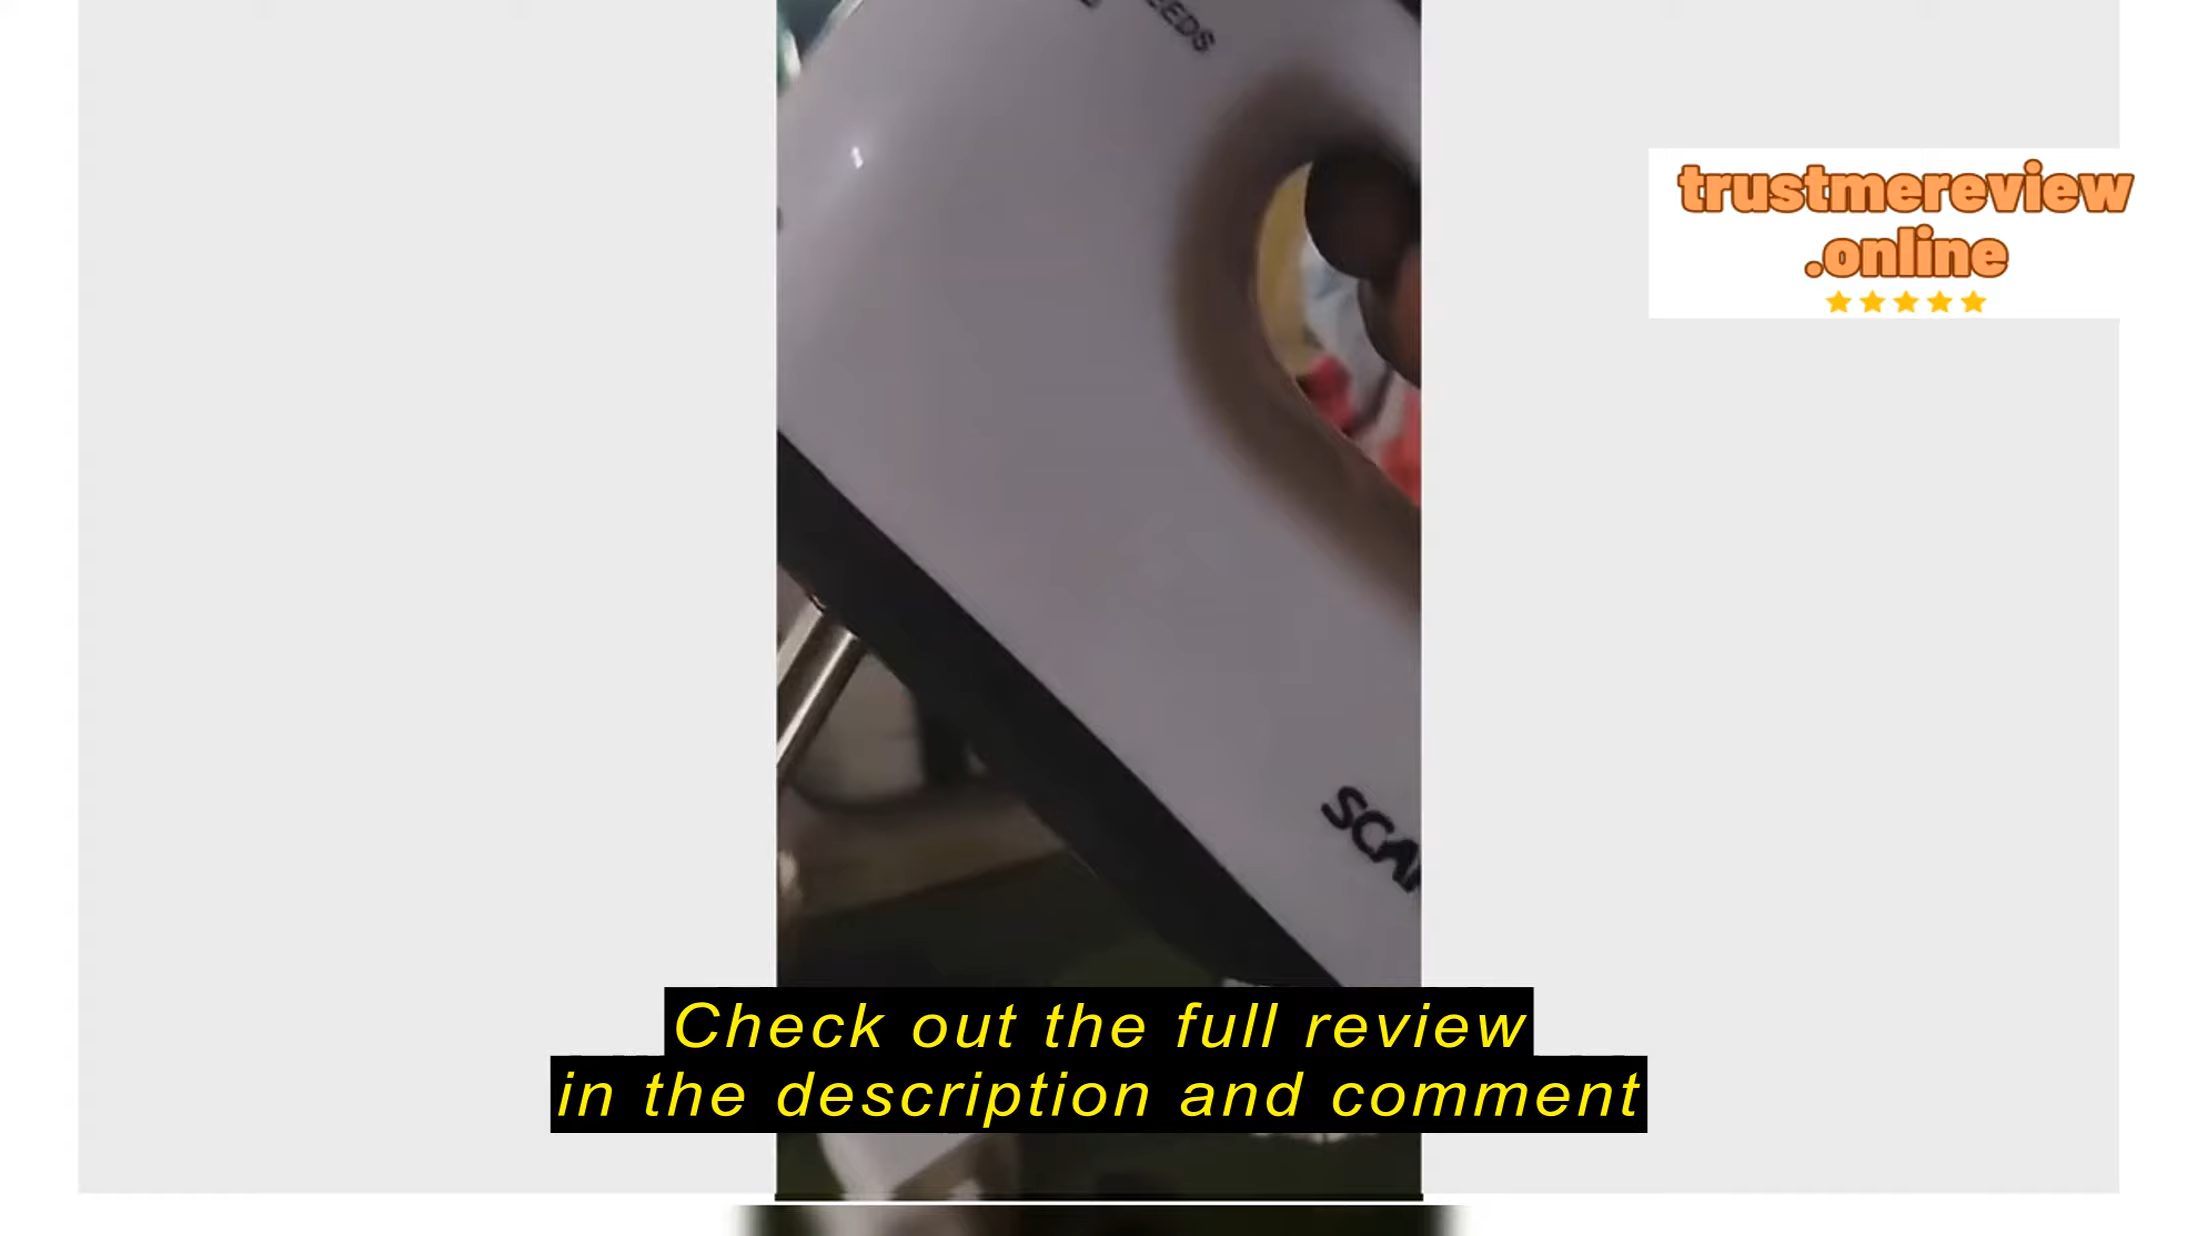 trustmereview
.online
Check out the full review
in the description and comment